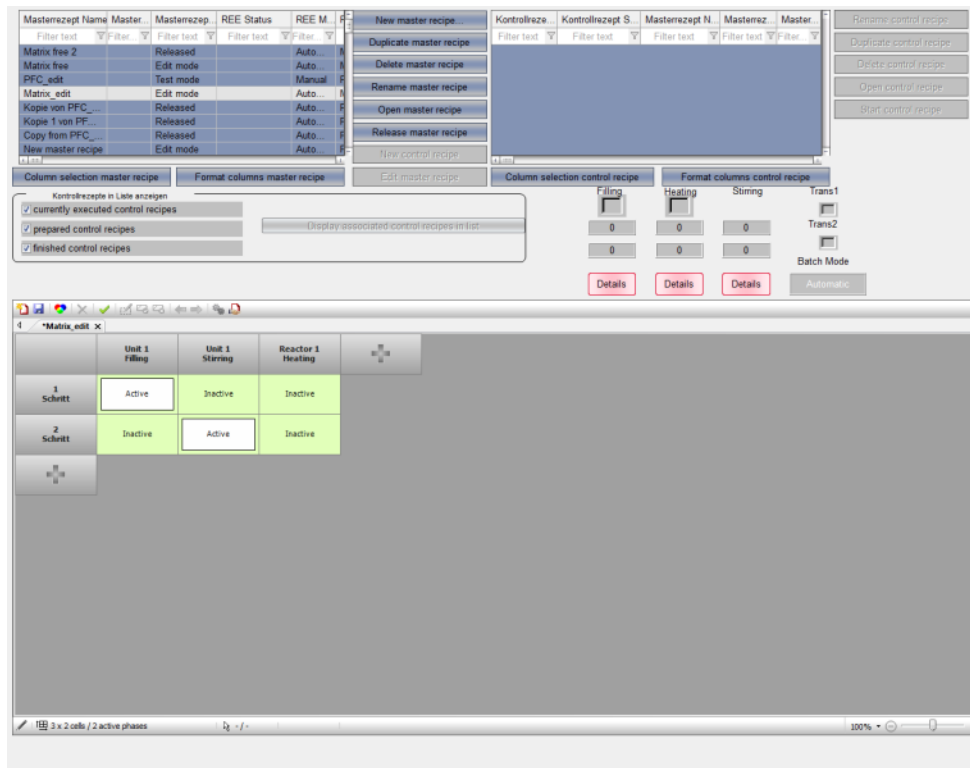 Masterrezept Name Master... Masterrezep... REE Status REE M...
Filter text Filter... Filter text Filter text Filter...
Matrix free 2 Released Auto...
Matrix free Edit mode Auto...
PFC_edit Test mode Manual
Matrix_edit Edit mode Auto...
Kopie von PFC_... Released Auto...
Kopie 1 von PF... Released Auto...
Copy from PFC_... Released Auto...
New master recipe Edit mode Auto...
Column selection master recipe Format columns master recipe
New master recipe...
Duplicate master recipe
Delete master recipe
Rename master recipe
Open master recipe
Release master recipe
New control recipe
Edit master recipe
Kontrollreze... Kontrollrezept S... Masterrezept N... Masterrez... Master...
Filter text Filter text Filter text Filter text Filter...
Column selection control recipe Format columns control recipe
Rename control recipe
Duplicate control recipe
Delete control recipe
Open control recipe
Start control recipe
Kontrollrezepte in Liste anzeigen
currently executed control recipes
prepared control recipes
finished control recipes
Display associated control recipes in list
Filling Heating Stirring Trans1
0 0 0 Trans2
0 0 0
Batch Mode
Details Details Details Automatic
*Matrix_edit X
Unit 1 Unit 1 Reactor 1
Filling Stirring Heating
1
Schritt Active Inactive Inactive
2
Schritt Inactive Active Inactive
3 x 2 cells / 2 active phases - / - 100%